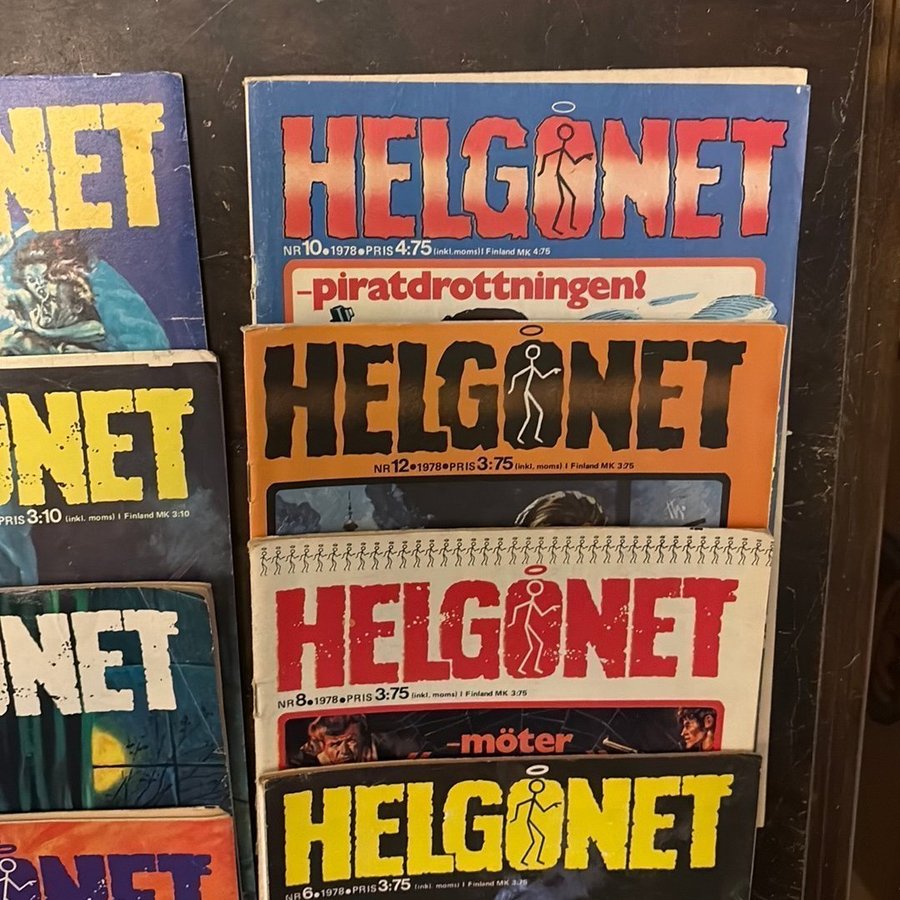 NET
PRIS 3:10 (inkl. moms) I Finland MK 3:10
ONET
NET
NET
HELGONET
NR 10 • 1978 • PRIS 4:75 (inkl. moms) I Finland MK 4:75
–piratdrottningen!
HELGONET
NR 12 • 1978 • PRIS 3:75 (inkl. moms) I Finland MK 3:75
HELGONET
NR 8 • 1978 • PRIS 3:75 (inkl. moms) I Finland MK 3:75
–möter
HELGONET
NR 6 • 1978 • PRIS 3:75 (inkl. moms) I Finland MK 3:75